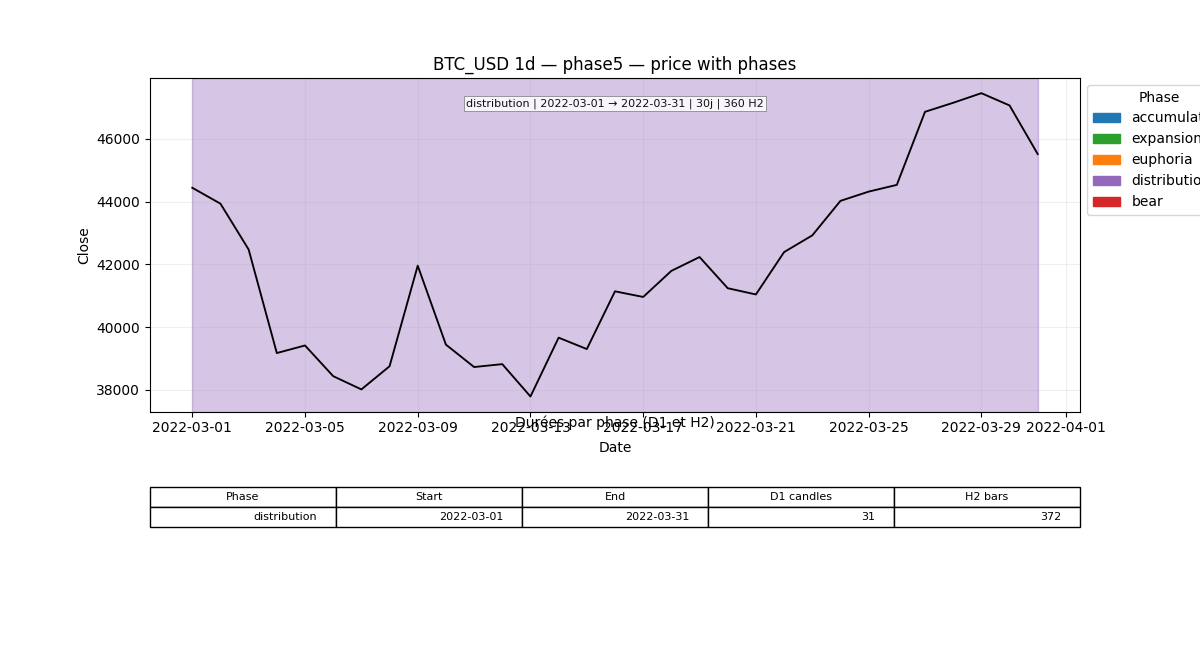 BTC_USD 1d — phase5 — price with phases
distribution | 2022-03-01 → 2022-03-31 | 30j | 360 H2
Phase
accumulat
expansion
euphoria
distributio
bear
Close
46000
44000
42000
40000
38000
Durées par phase (D1 et H2)
2022-03-01 2022-03-05 2022-03-09 2022-03-13 2022-03-17 2022-03-21 2022-03-25 2022-03-29 2022-04-01
Date
Phase Start End D1 candles H2 bars
distribution 2022-03-01 2022-03-31 31 372